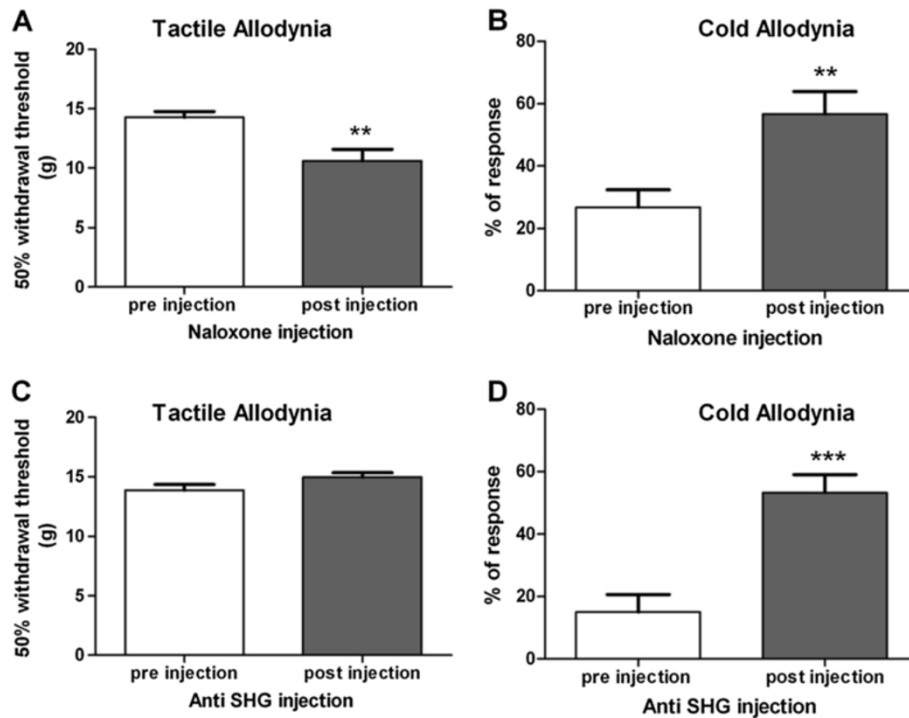 A
Tactile Allodynia
50% withdrawal threshold
(g)
20
15
10
5
0
**
pre injection
post injection
Naloxone injection
B
Cold Allodynia
% of response
80
60
40
20
0
**
pre injection
post injection
Naloxone injection
C
Tactile Allodynia
50% withdrawal threshold
(g)
20
15
10
5
0
pre injection
post injection
Anti SHG injection
D
Cold Allodynia
% of response
80
60
40
20
0
***
pre injection
post injection
Anti SHG injection